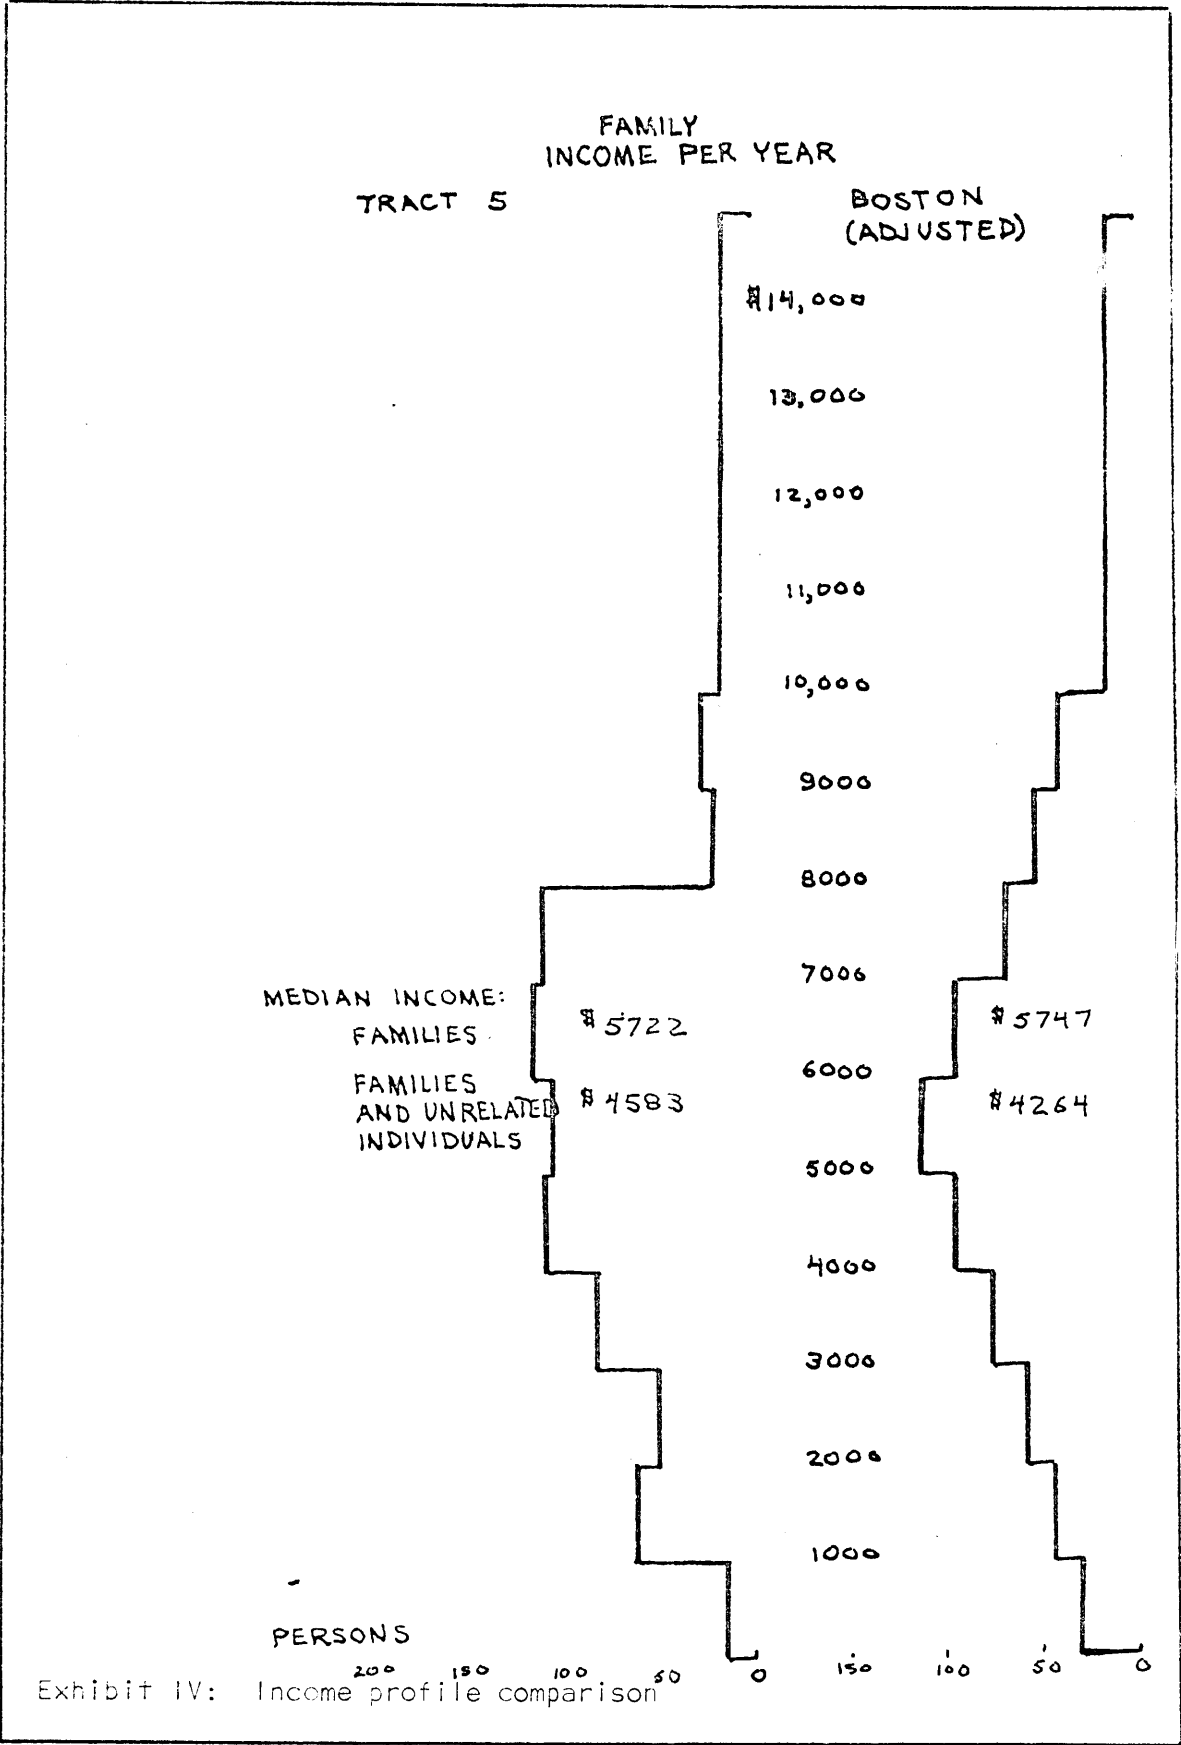 FAMILY
INCOME PER YEAR
TRACT 5
BOSTON
(ADJUSTED)
$14,000
13,000
12,000
11,000
10,000
9000
8000
7000
MEDIAN INCOME:
FAMILIES $5722 $5747
6000
FAMILIES
AND UNRELATED $4583 $4264
INDIVIDUALS
5000
4000
3000
2000
1000
PERSONS
200 150 100 50 0 150 100 50 0
Exhibit IV: Income profile comparison